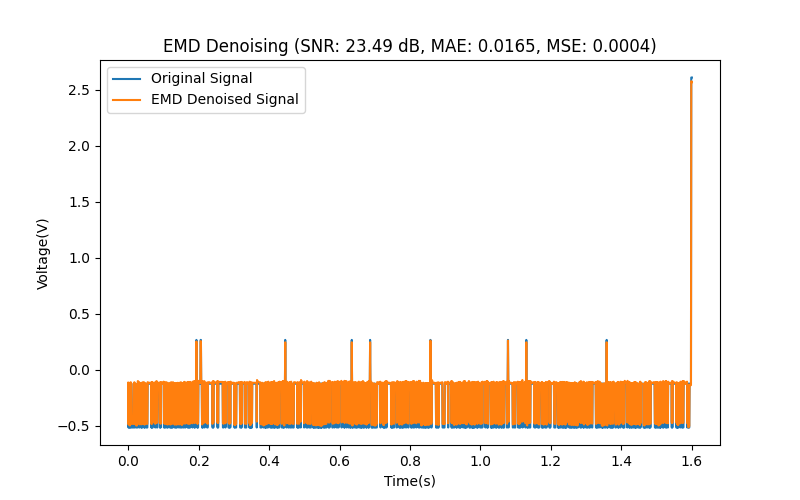 EMD Denoising (SNR: 23.49 dB, MAE: 0.0165, MSE: 0.0004)
Original Signal
EMD Denoised Signal
2.5
2.0
1.5
1.0
0.5
0.0
−0.5
Voltage(V)
0.0 0.2 0.4 0.6 0.8 1.0 1.2 1.4 1.6
Time(s)